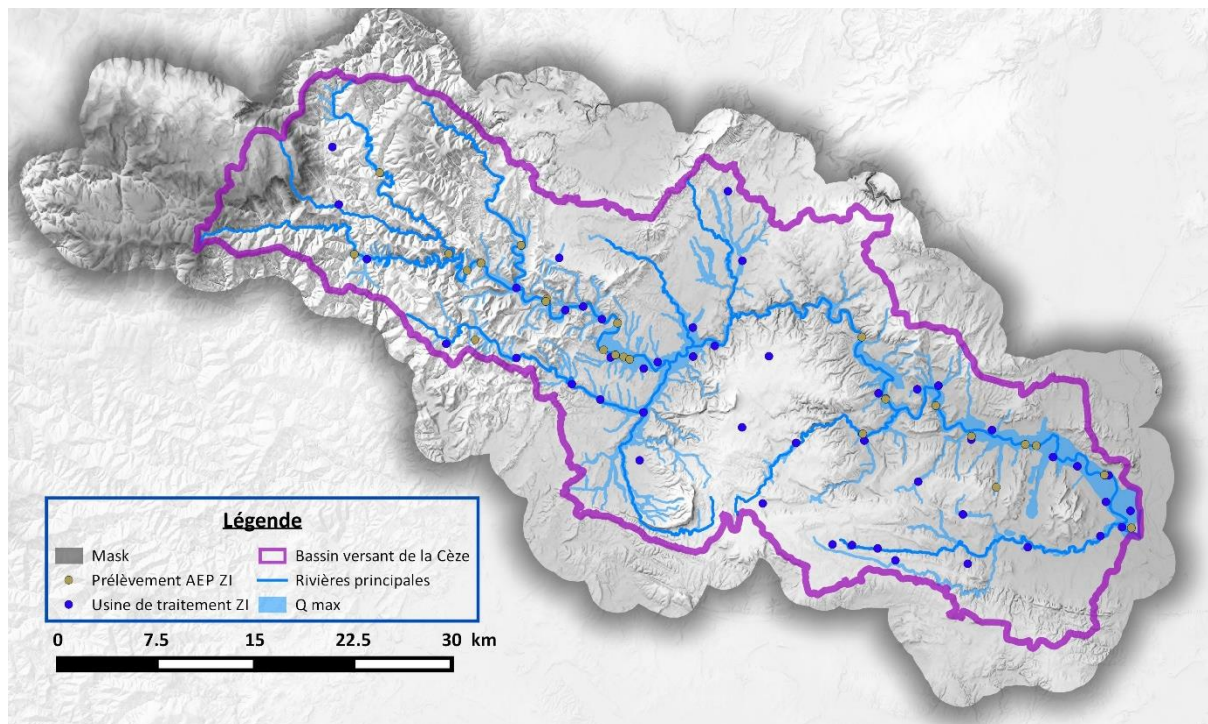 Légende
Mask
Bassin versant de la Cèze
Prélèvement AEP ZI
Rivières principales
Usine de traitement ZI
Q max
0 7.5 15 22.5 30 km